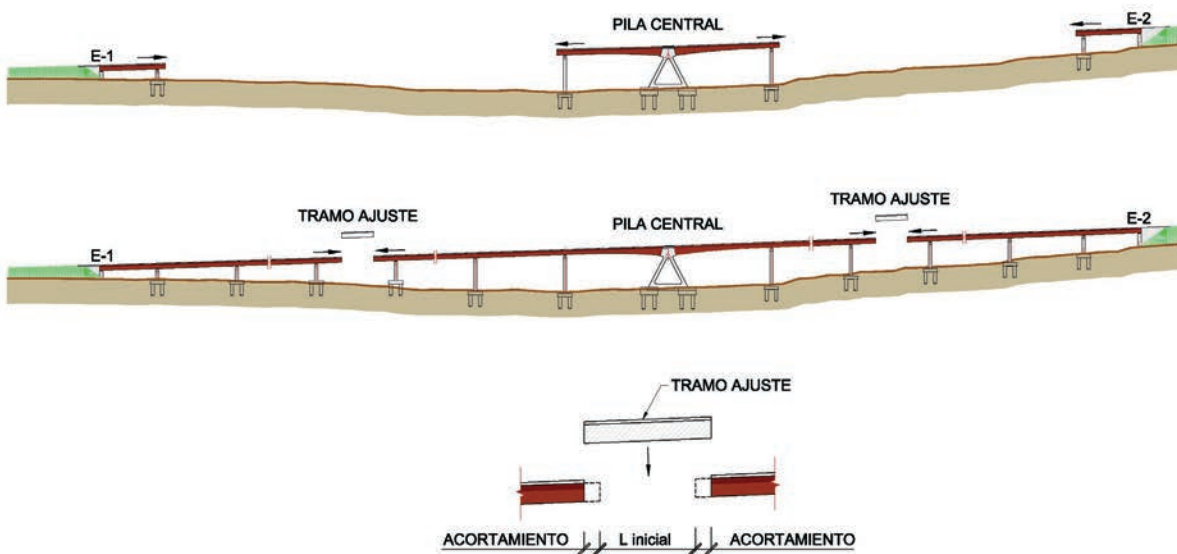 PILA CENTRAL
E-1
E-2
TRAMO AJUSTE
TRAMO AJUSTE
PILA CENTRAL
E-1
E-2
TRAMO AJUSTE
ACORTAMIENTO L inicial ACORTAMIENTO